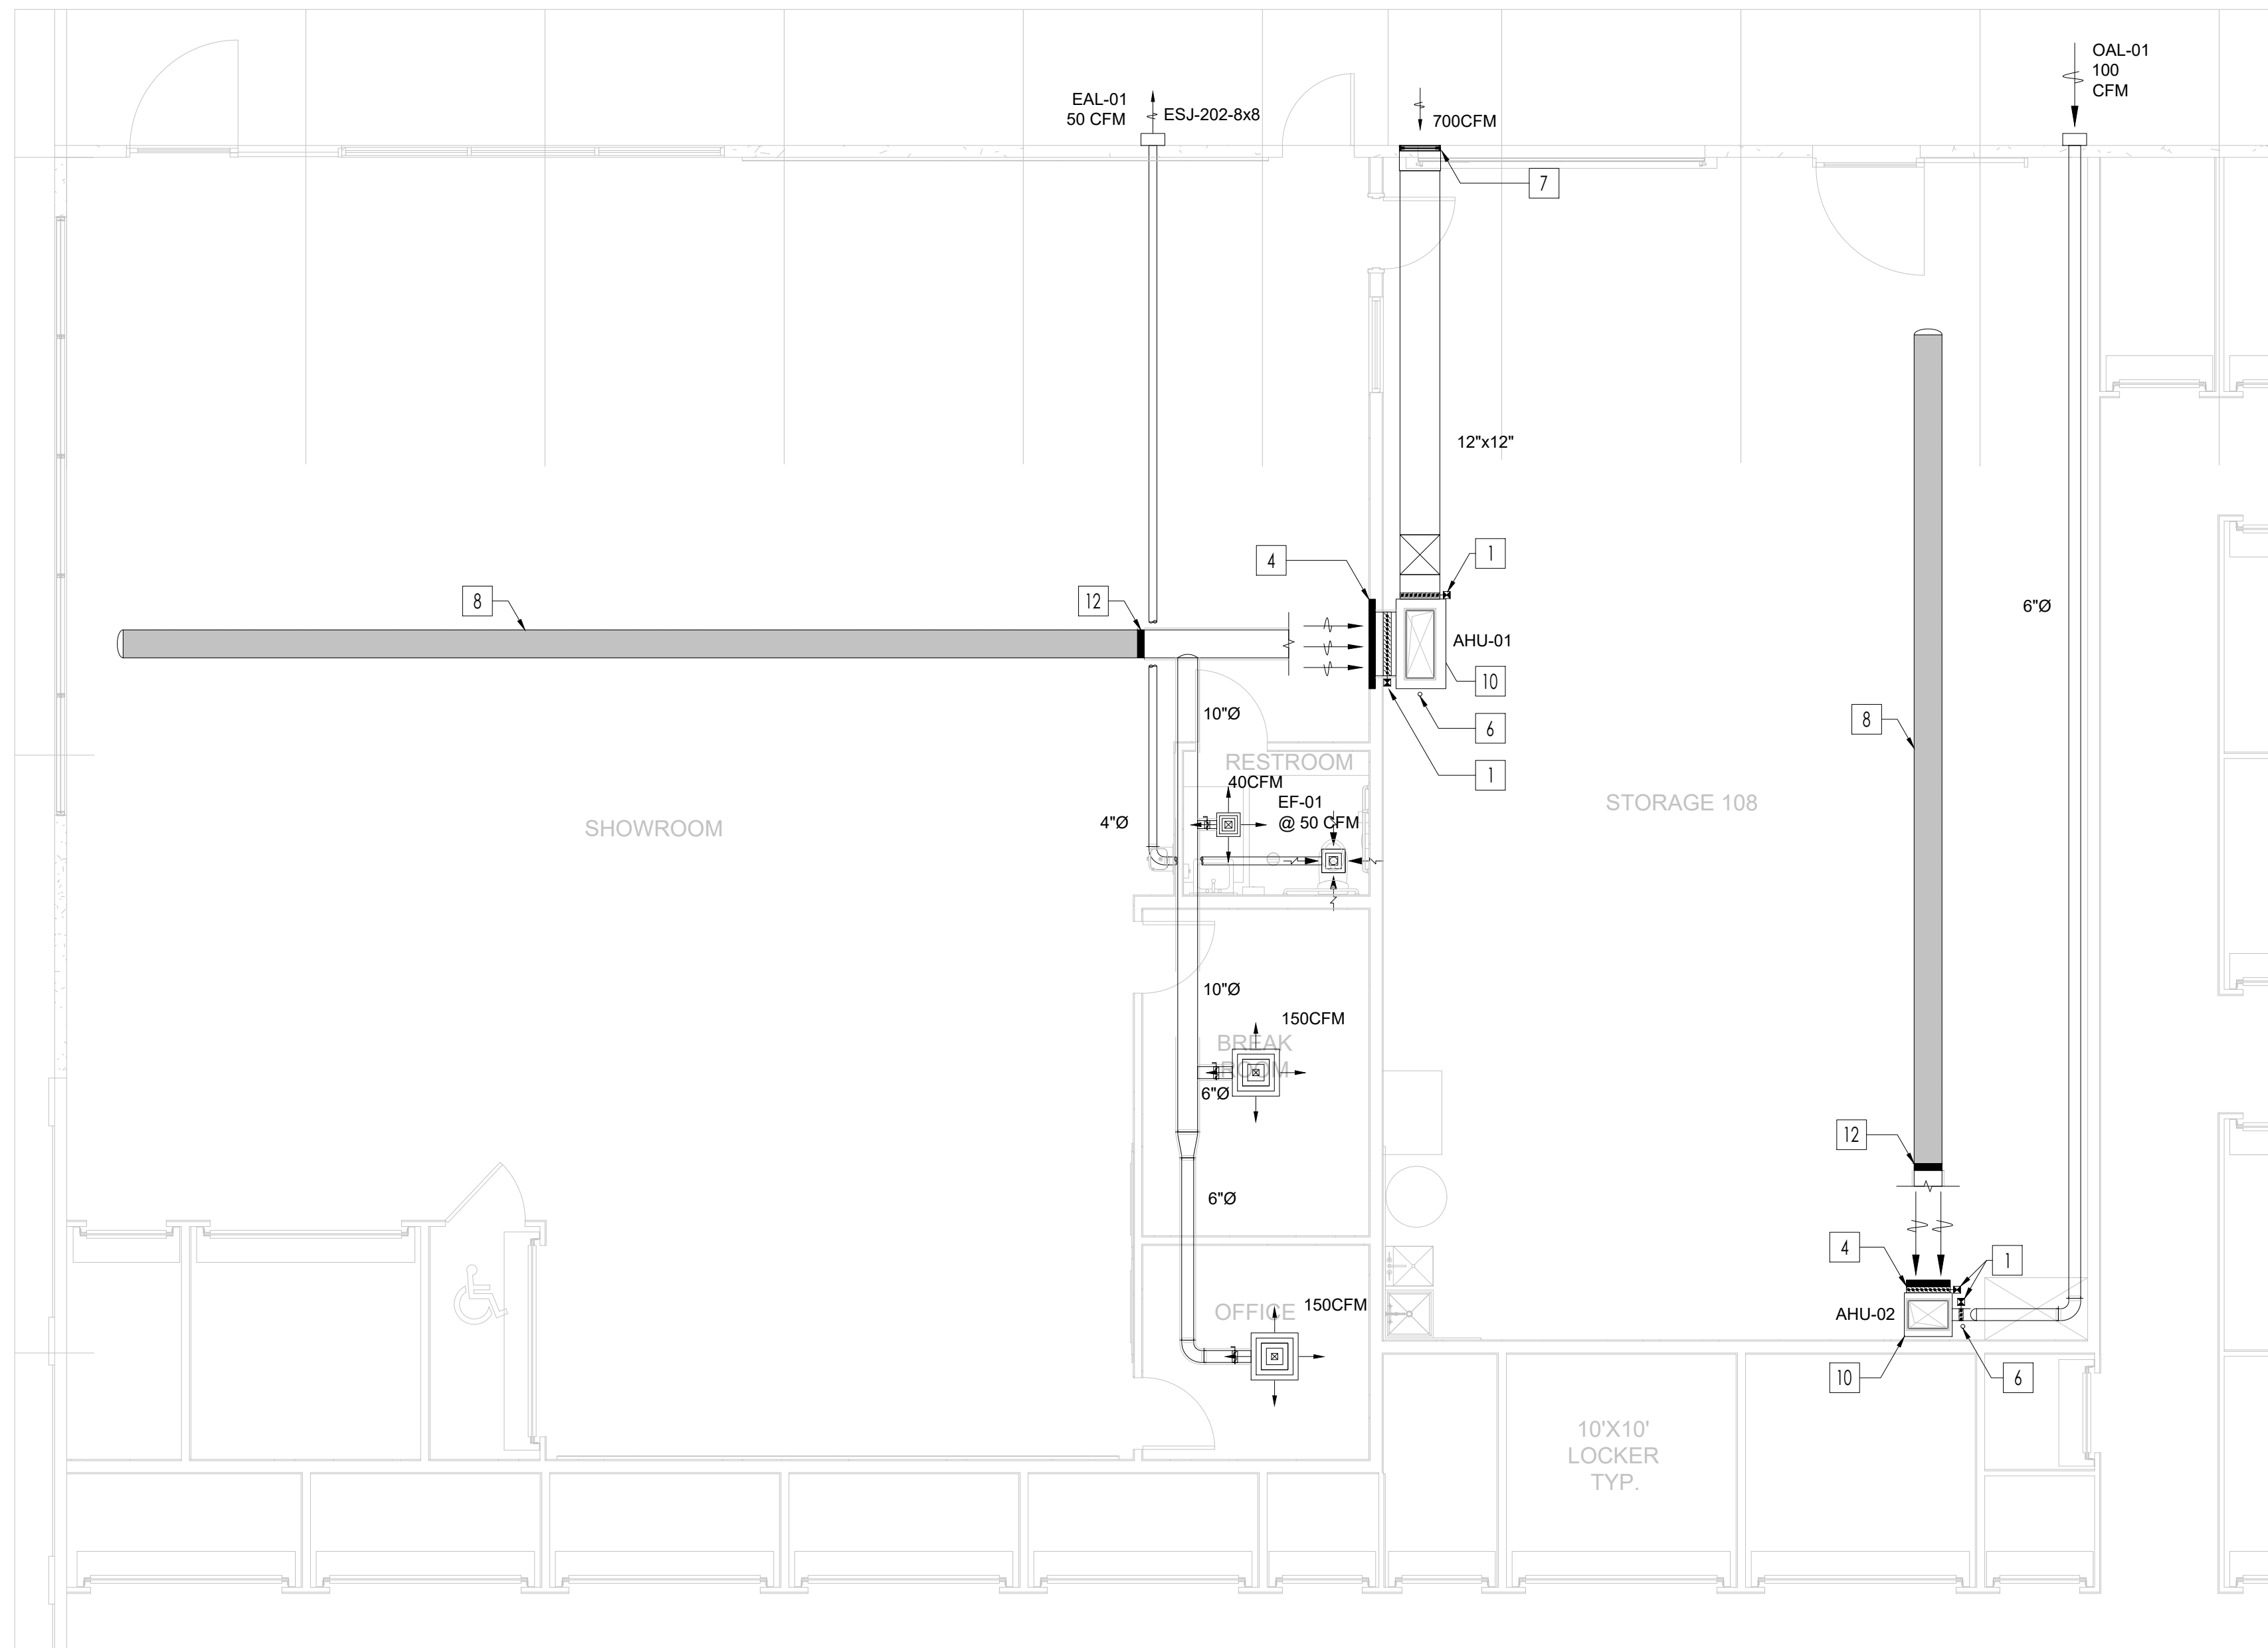 OAL-01
100
CFM
EAL-01
50 CFM
ESJ-202-8x8
700CFM
7
12"x12"
4
1
8
12
6"Ø
AHU-01
10
10"Ø
6
8
RESTROOM
1
40CFM
EF-01
@ 50 CFM
STORAGE 108
4"Ø
SHOWROOM
10"Ø
150CFM
BREAK
ROOM
6"Ø
12
6"Ø
4
1
OFFICE
150CFM
AHU-02
10
6
10'X10'
LOCKER
TYP.